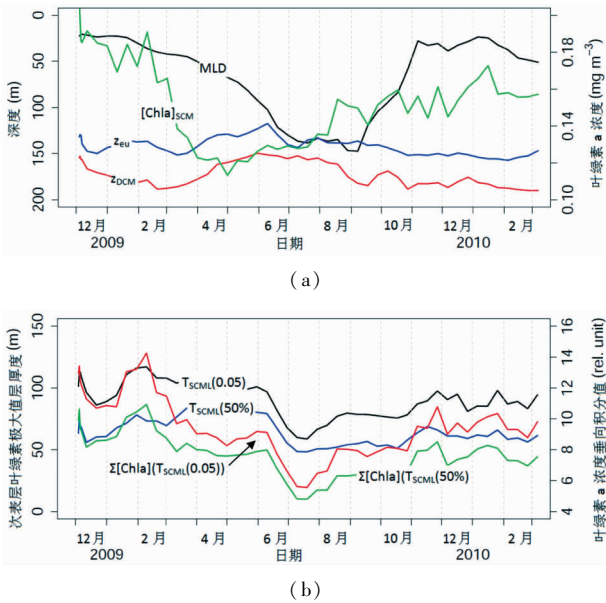 0
50
100
150
200
深度 (m)
MLD
[Chla]SCM
zeu
zDCM
0.18
0.14
0.10
叶绿素 a 浓度 (mg m⁻³)
12月 2月 4月 6月 8月 10月 12月 2月
2009 日期 2010
(a)
150
100
50
0
次表层叶绿素极大值层厚度 (m)
TSCML(0.05)
TSCML(50%)
Σ[Chla](TSCML(0.05))
Σ[Chla](TSCML(50%)
16
14
12
10
8
6
4
叶绿素 a 浓度垂向积分值 (rel. unit)
12月 2月 4月 6月 8月 10月 12月 2月
2009 日期 2010
(b)